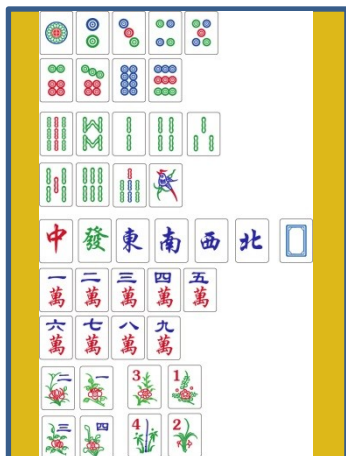 中 發 東 南 西 北
一 二 三 四 五
萬 萬 萬 萬 萬
六 七 八 九
萬 萬 萬 萬
二 一 3 1
三 四 4 2